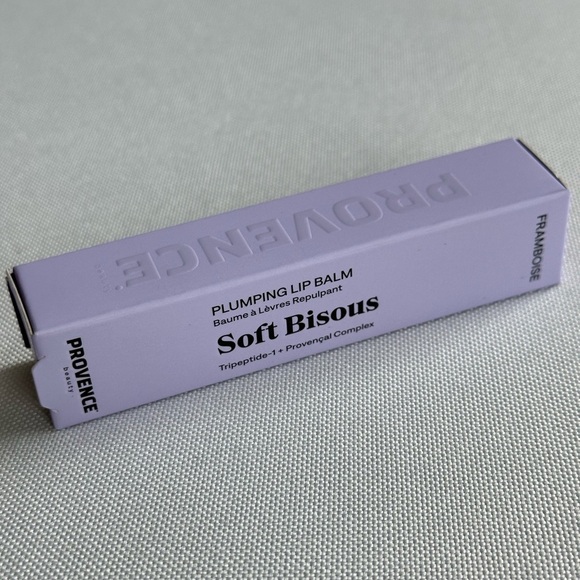 PROVENCE
PLUMPING LIP BALM
Baume à Lèvres Repulpant
Soft Bisous
Tripeptide-1 + Provençal Complex
PROVENCE
beauty
FRAMBOISE